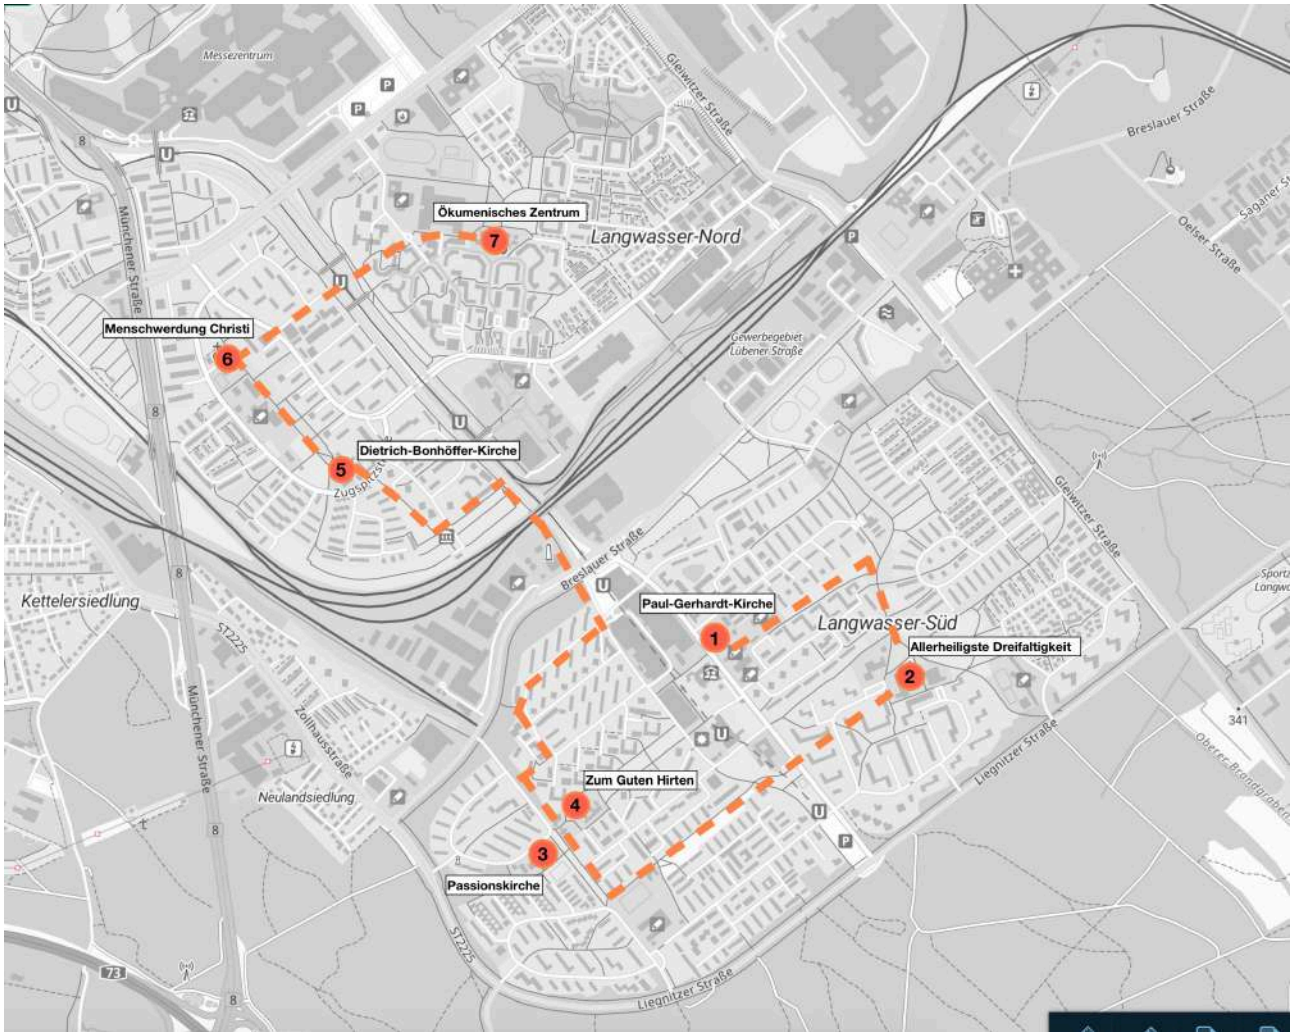 Messezentrum
U
P
P
8
U
Münchener Straße
Gleiwitzer Straße
Breslauer Straße
Saganer Straße
Oelser Straße
Ökumenisches Zentrum
7
Langwasser-Nord
P
U
Menschwerdung Christi
6
Gewerbegebiet
Lübener Straße
8
U
Dietrich-Bonhöffer-Kirche
5
Gleiwitzer Straße
8
Breslauer Straße
U
Kettelersiedlung
ST2225
Paul-Gerhardt-Kirche
1
Langwasser-Süd
Allerheiligste Dreifaltigkeit
2
Münchener Straße
Zollhausstraße
U
341
Oberer Brandgraben
Liegnitzer Straße
Zum Guten Hirten
4
Neulandsiedlung
8
U
P
3
Passionskirche
ST2225
73
Liegnitzer Straße
8